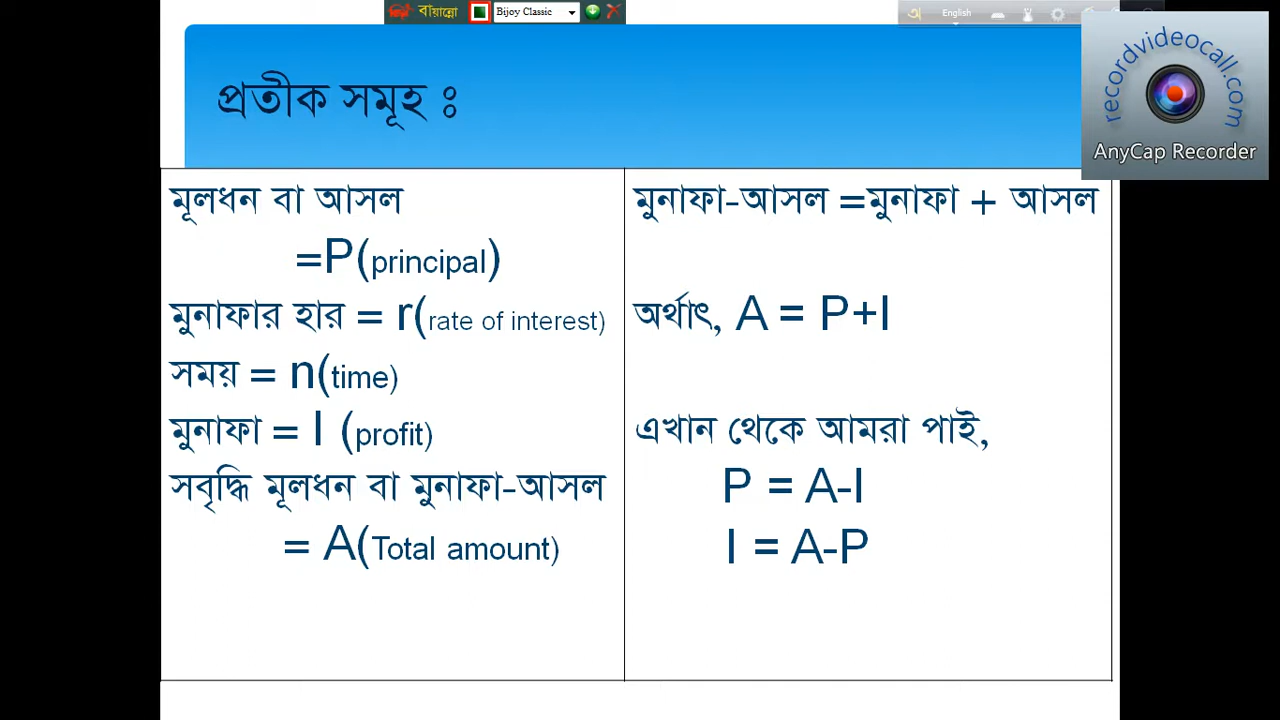 বায়ান্নো
Bijoy Classic
English
প্রতীক সমূহ ঃ
recordvideocall.com
AnyCap Recorder
মূলধন বা আসল
=P(principal)
মুনাফার হার = r(rate of interest)
সময় = n(time)
মুনাফা = I (profit)
সবৃদ্ধি মূলধন বা মুনাফা-আসল
= A(Total amount)
মুনাফা-আসল =মুনাফা + আসল
অর্থাৎ, A = P+I
এখান থেকে আমরা পাই,
P = A-I
I = A-P